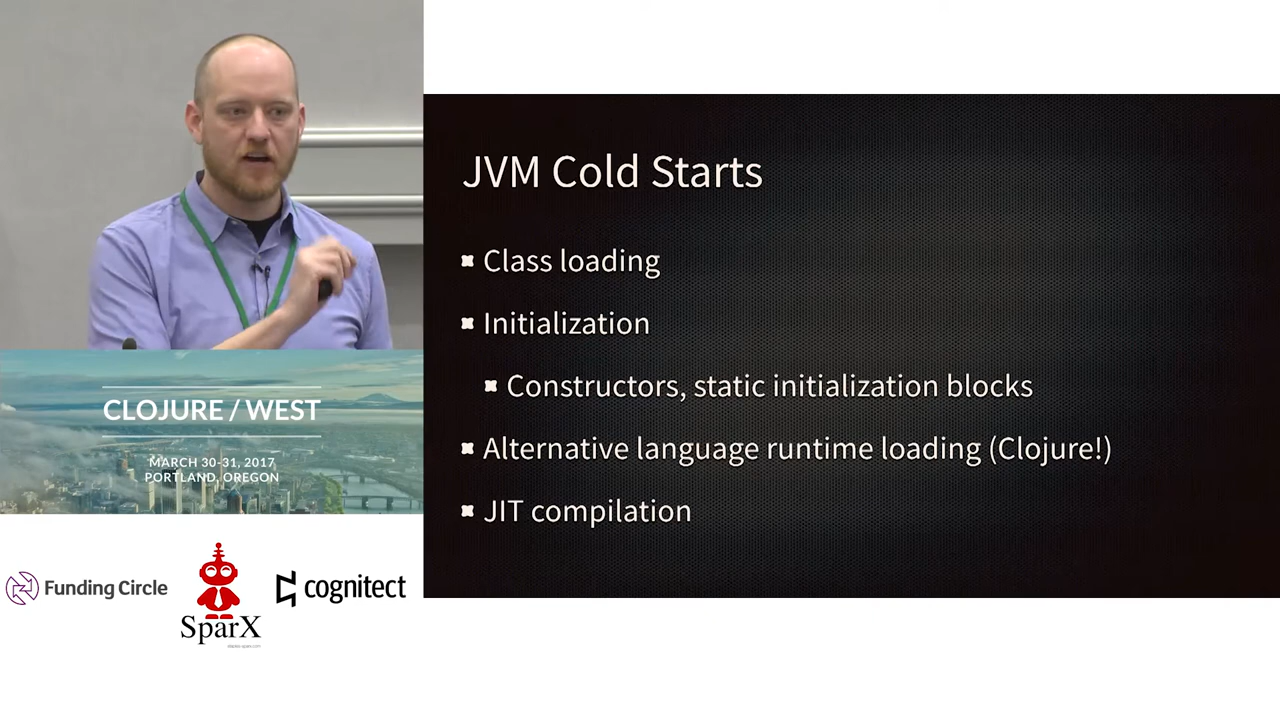 JVM Cold Starts
Class loading
Initialization
Constructors, static initialization blocks
Alternative language runtime loading (Clojure!)
JIT compilation
CLOJURE / WEST
MARCH 30-31, 2017
PORTLAND, OREGON
Funding Circle
SparX
cognitect